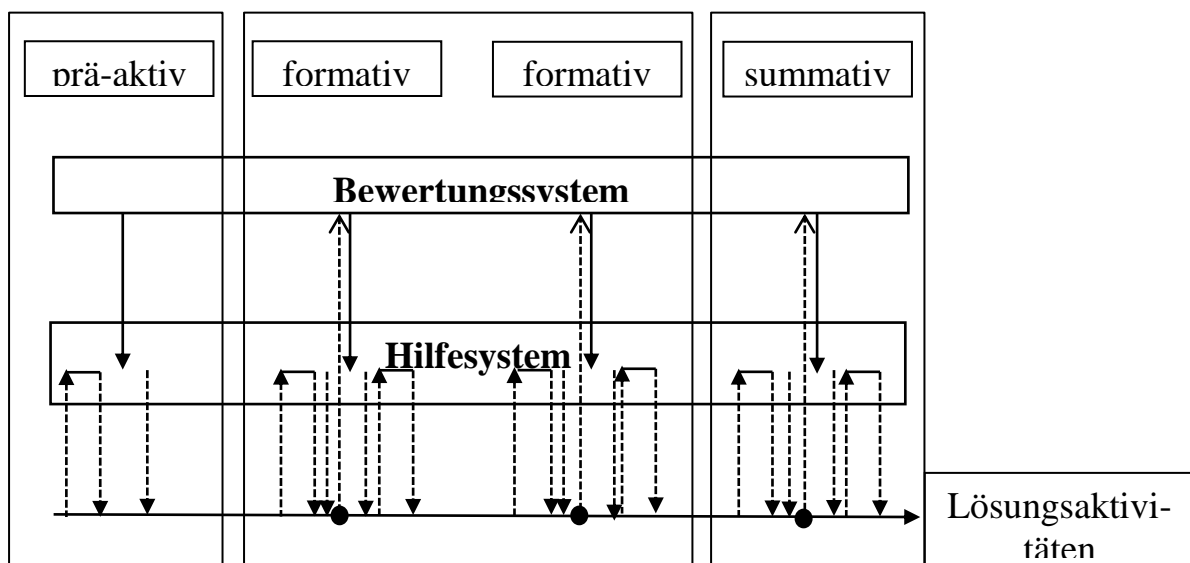 prä-aktiv
formativ
formativ
summativ
Bewertungssystem
Hilfesystem
Lösungsaktivi-
täten